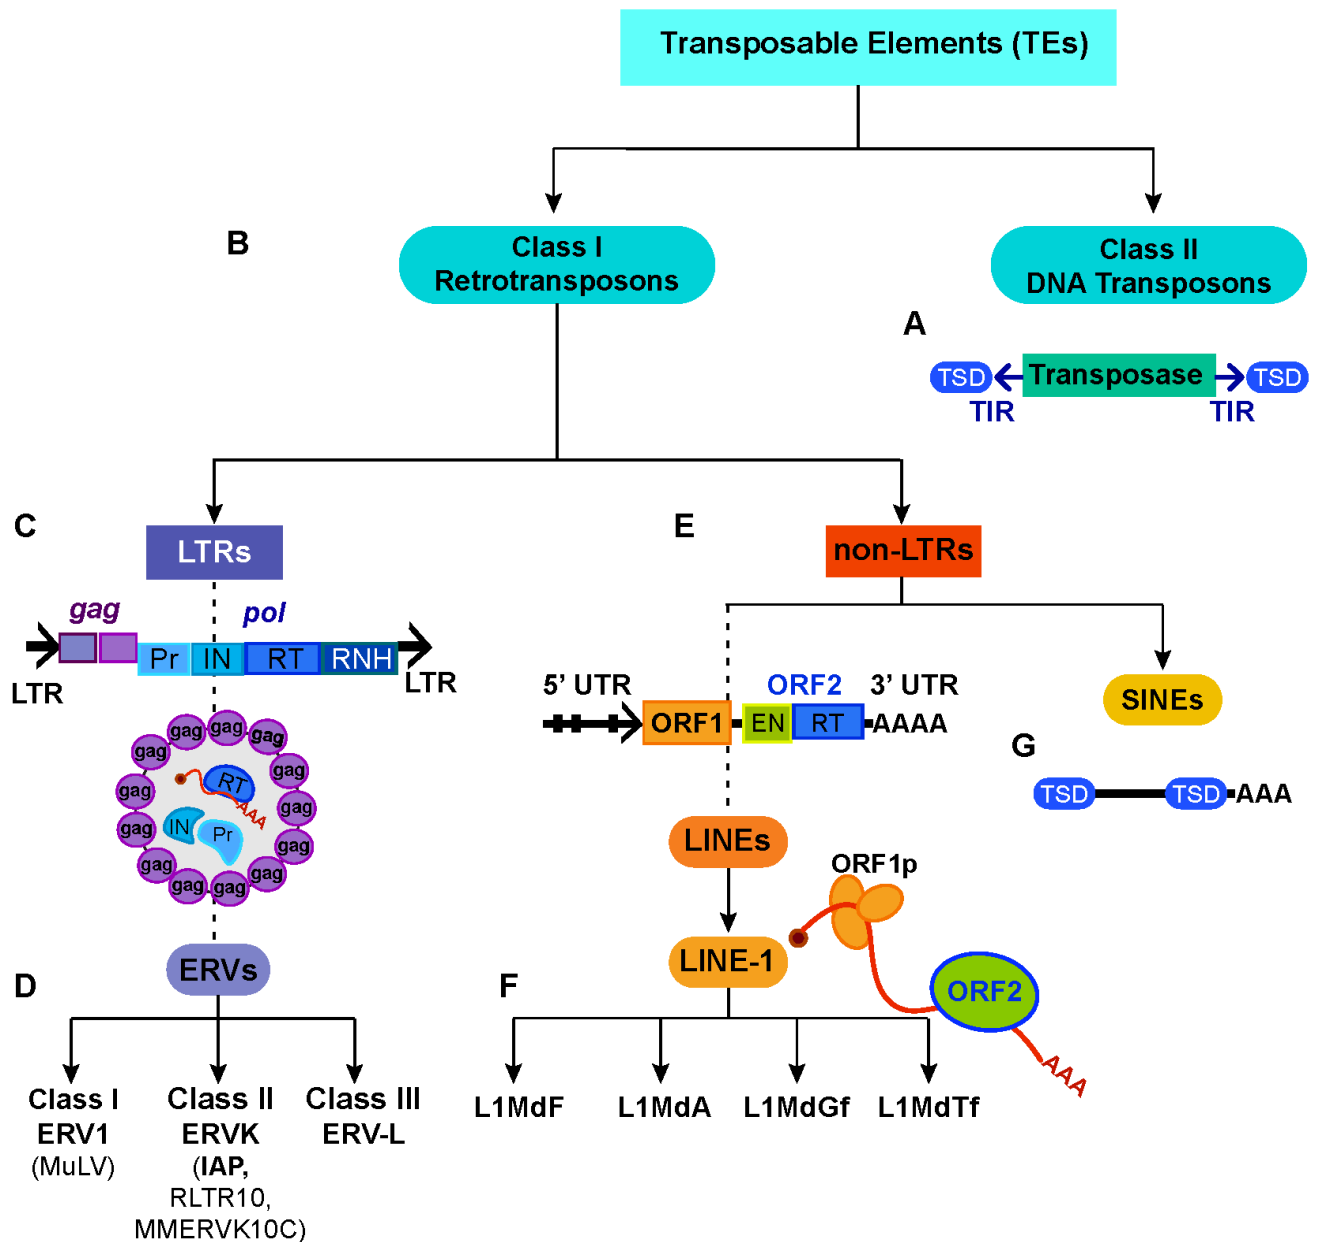 Transposable Elements (TEs)
B
Class I
Retrotransposons
Class II
DNA Transposons
A
TSD
Transposase
TSD
TIR
TIR
C
LTRs
E
non-LTRs
gag
pol
Pr
IN
RT
RNH
LTR
LTR
5’ UTR
ORF2
3’ UTR
ORF1
EN
RT
AAAA
SINEs
G
TSD
TSD
AAA
gag
gag
gag
gag
gag
gag
gag
gag
gag
gag
gag
gag
gag
gag
RT
AAA
IN
Pr
LINEs
ORF1p
LINE-1
ORF2
AAA
ERVs
D
F
Class I
ERV1
(MuLV)
Class II
ERVK
(IAP,
RLTR10,
MMERVK10C)
Class III
ERV-L
L1MdF
L1MdA
L1MdGf
L1MdTf